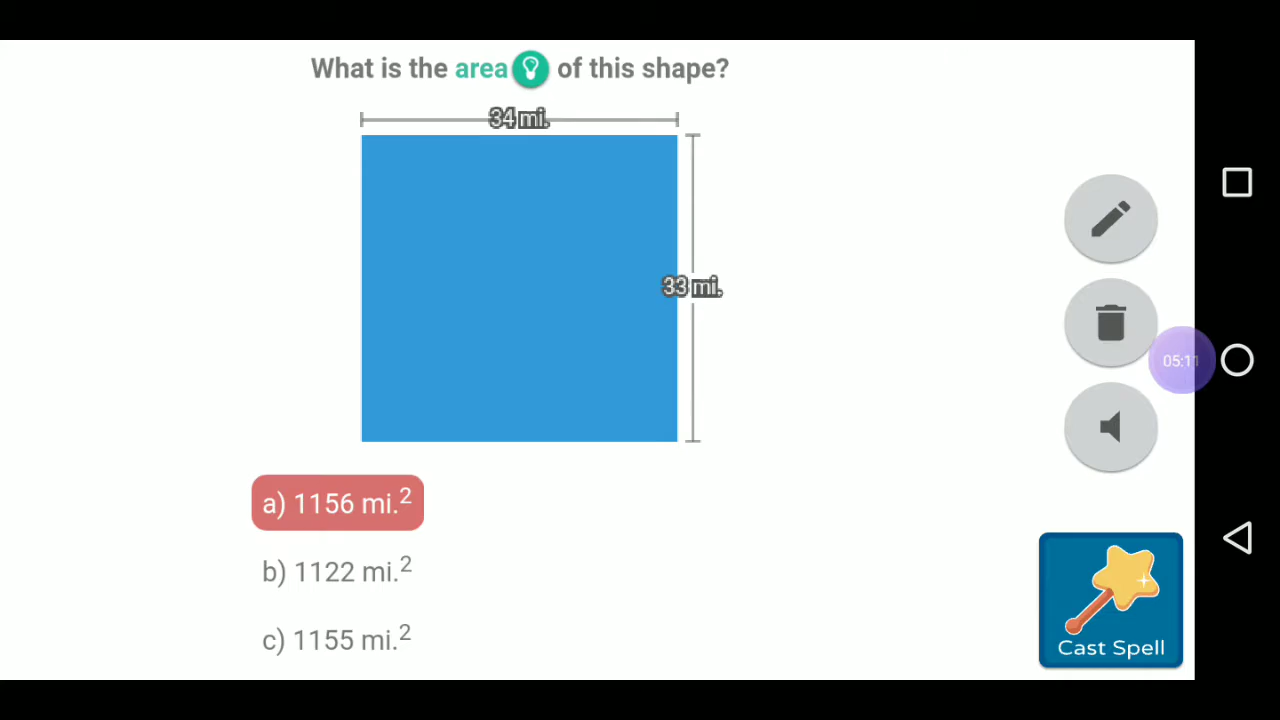 What is the area of this shape?
34 mi.
33 mi.
05:11
a) 1156 mi.²
b) 1122 mi.²
c) 1155 mi.²
Cast Spell